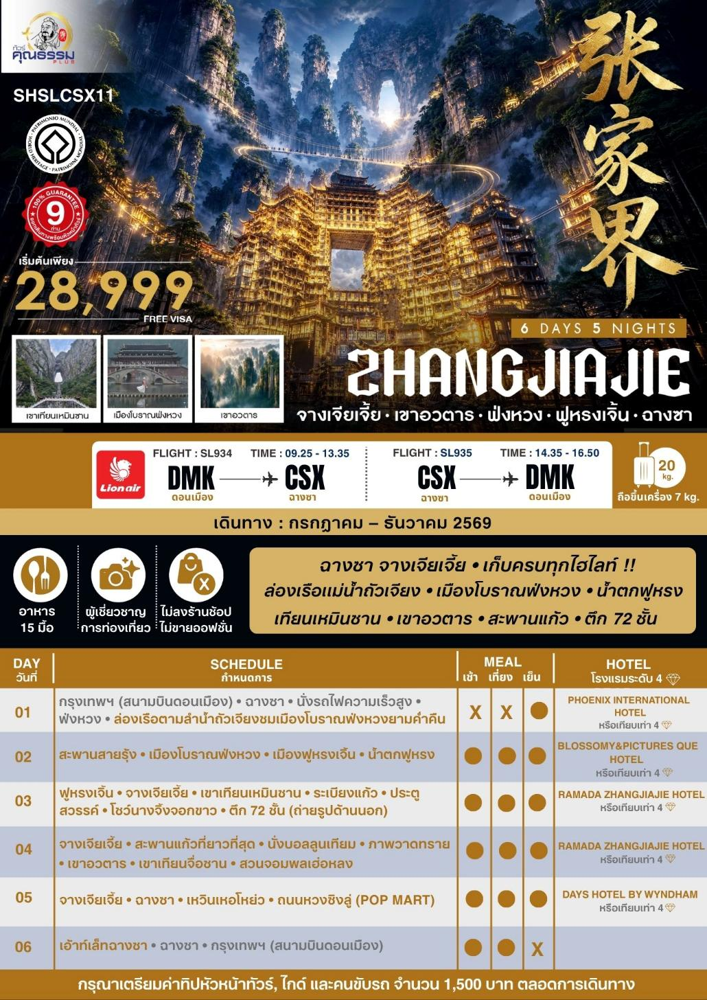 ทัวร์
คุณธรรม
PLUS
SHSLCSX11
PATRIMONIO MUNDIAL • WORLD HERITAGE • PATRIMOINE MONDIAL
100% GUARANTEE
9
ท่าน
ออกเดินทางพร้อมหัวหน้าทัวร์
เริ่มต้นเพียง
28,999
FREE VISA
张家界
6 DAYS 5 NIGHTS
ZHANGJIAJIE
จางเจียเจี้ย · เขาอวตาร · ฟ่งหวง · ฟูหรงเจิ้น · ฉางซา
เขาเทียนเหมินซาน
เมืองโบราณฟ่งหวง
เขาอวตาร
Lion air
FLIGHT : SL934 TIME : 09.25 - 13.35
DMK CSX
ดอนเมือง ฉางซา
FLIGHT : SL935 TIME : 14.35 - 16.50
CSX DMK
ฉางซา ดอนเมือง
20
kg.
ถือขึ้นเครื่อง 7 kg.
เดินทาง : กรกฎาคม – ธันวาคม 2569
อาหาร
15 มื้อ
ผู้เชี่ยวชาญ
การท่องเที่ยว
X
ไม่ลงร้านช้อป
ไม่ขายออฟชั่น
ฉางซา จางเจียเจี้ย • เก็บครบทุกไฮไลท์ !!
ล่องเรือแม่น้ำถัวเจียง • เมืองโบราณฟ่งหวง • น้ำตกฟูหรง
เทียนเหมินซาน • เขาอวตาร • สะพานแก้ว • ตึก 72 ชั้น
DAY SCHEDULE MEAL HOTEL
วันที่ กำหนดการ เช้า เที่ยง เย็น โรงแรมระดับ 4
01
กรุงเทพฯ (สนามบินดอนเมือง) • ฉางซา • นั่งรถไฟความเร็วสูง •
ฟ่งหวง • ล่องเรือตามลำน้ำถัวเจียงชมเมืองโบราณฟ่งหวงยามค่ำคืน
X X
PHOENIX INTERNATIONAL
HOTEL
หรือเทียบเท่า 4
02
สะพานสายรุ้ง • เมืองโบราณฟ่งหวง • เมืองฟูหรงเจิ้น • น้ำตกฟูหรง
BLOSSOMY&PICTURES QUE
HOTEL
หรือเทียบเท่า 4
03
ฟูหรงเจิ้น • จางเจียเจี้ย • เขาเทียนเหมินซาน • ระเบียงแก้ว • ประตู
สวรรค์ • โชว์นางจิ้งจอกขาว • ตึก 72 ชั้น (ถ่ายรูปด้านนอก)
RAMADA ZHANGJIAJIE HOTEL
หรือเทียบเท่า 4
04
จางเจียเจี้ย • สะพานแก้วที่ยาวที่สุด • นั่งบอลลูนเทียม • ภาพวาดทราย
• เขาอวตาร • เขาเทียนจื่อซาน • สวนจอมพลเฮ่อหลง
RAMADA ZHANGJIAJIE HOTEL
หรือเทียบเท่า 4
05
จางเจียเจี้ย • ฉางซา • เหวินเหอโหย่ว • ถนนหวงชิงลู่ (POP MART)
DAYS HOTEL BY WYNDHAM
หรือเทียบเท่า 4
06
เอ้าท์เล็ทฉางซา • ฉางซา • กรุงเทพฯ (สนามบินดอนเมือง)
X
กรุณาเตรียมค่าทิปหัวหน้าทัวร์, ไกด์ และคนขับรถ จำนวน 1,500 บาท ตลอดการเดินทาง